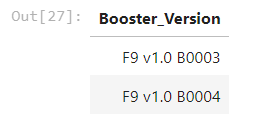 Out[27]: Booster_Version
F9 v1.0 B0003
F9 v1.0 B0004